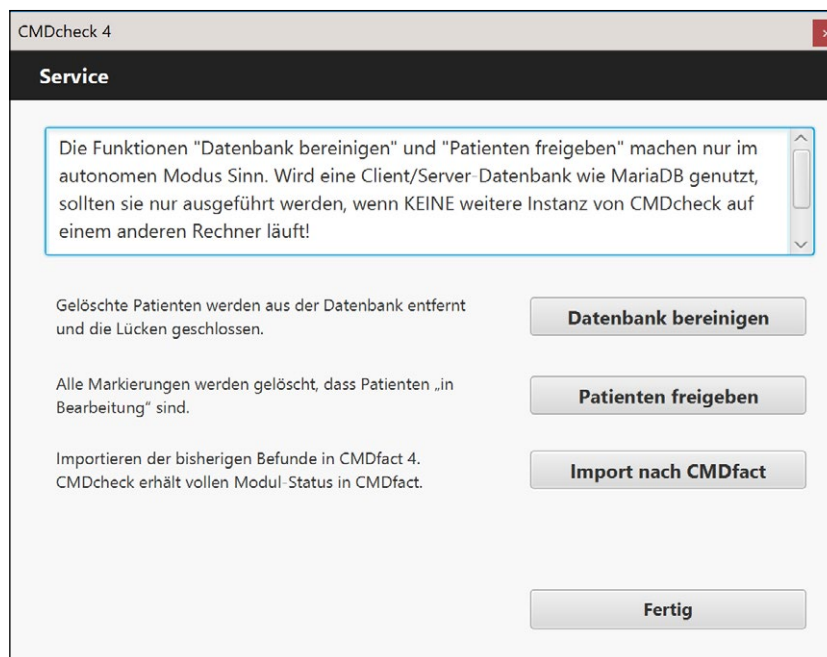 CMDcheck 4
Service
Die Funktionen "Datenbank bereinigen" und "Patienten freigeben" machen nur im
autonomen Modus Sinn. Wird eine Client/Server-Datenbank wie MariaDB genutzt,
sollten sie nur ausgeführt werden, wenn KEINE weitere Instanz von CMDcheck auf
einem anderen Rechner läuft!
Gelöschte Patienten werden aus der Datenbank entfernt
und die Lücken geschlossen.
Datenbank bereinigen
Alle Markierungen werden gelöscht, dass Patienten „in
Bearbeitung“ sind.
Patienten freigeben
Importieren der bisherigen Befunde in CMDfact 4.
CMDcheck erhält vollen Modul-Status in CMDfact.
Import nach CMDfact
Fertig